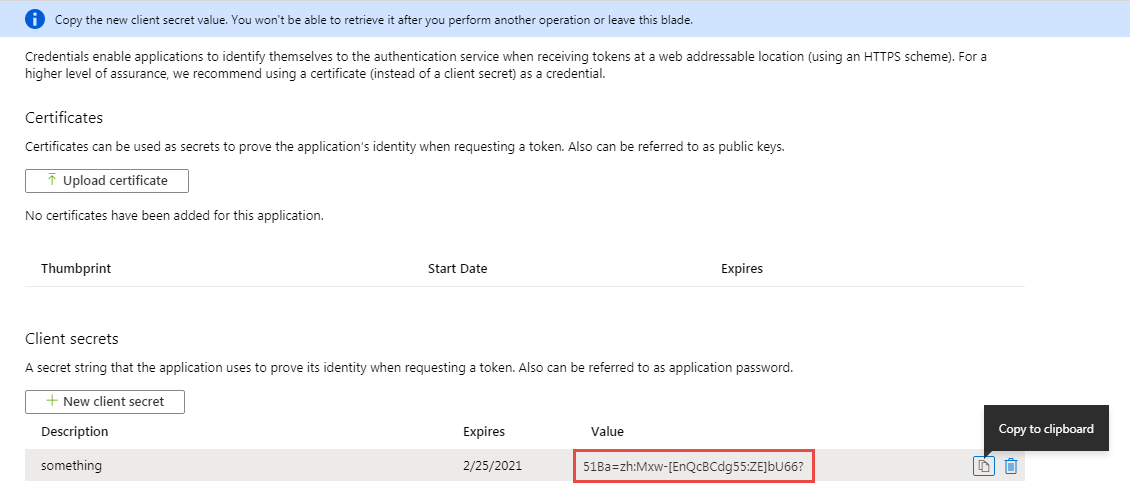 Copy the new client secret value. You won't be able to retrieve it after you perform another operation or leave this blade.
Credentials enable applications to identify themselves to the authentication service when receiving tokens at a web addressable location (using an HTTPS scheme). For a
higher level of assurance, we recommend using a certificate (instead of a client secret) as a credential.
Certificates
Certificates can be used as secrets to prove the application's identity when requesting a token. Also can be referred to as public keys.
Upload certificate
No certificates have been added for this application.
Thumbprint Start Date Expires
Client secrets
A secret string that the application uses to prove its identity when requesting a token. Also can be referred to as application password.
New client secret
Copy to clipboard
Description Expires Value
something 2/25/2021 51Ba=zh:Mxw-[EnQcBCdg55:ZE]bU66?